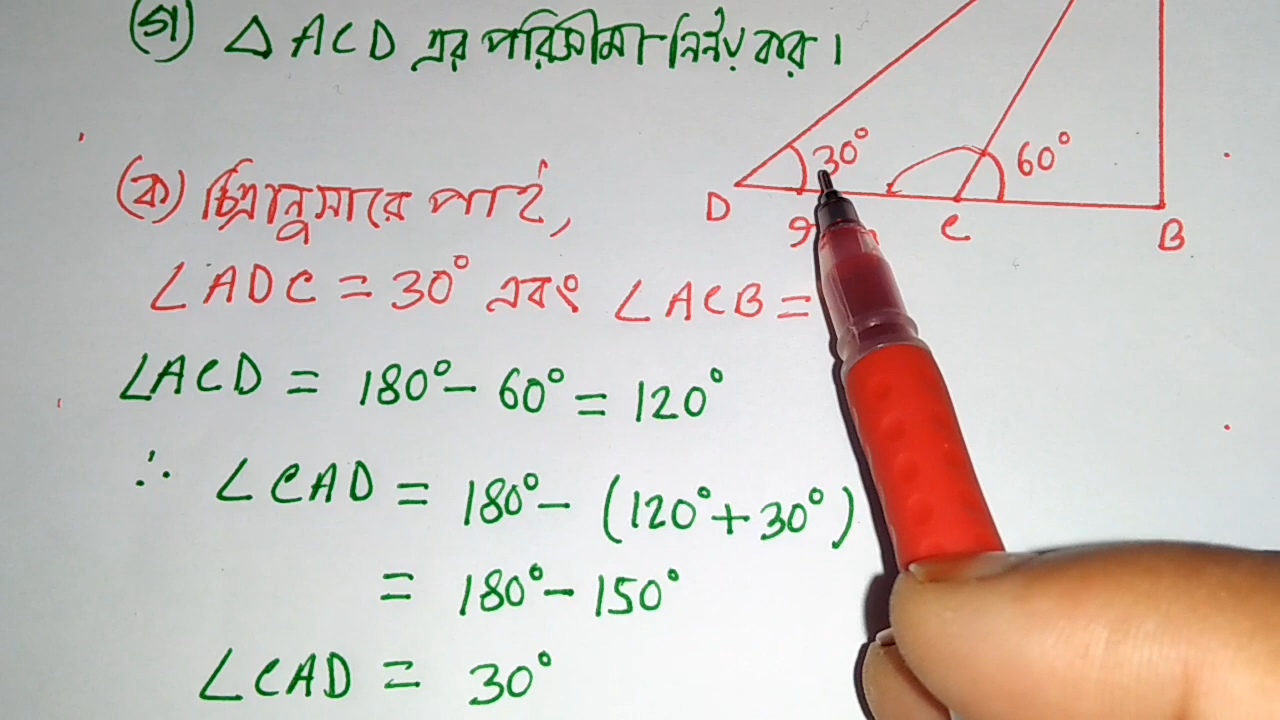 (গ) △ACD এর পরিসীমা নির্ণয় কর।
30°
60°
D
C
B
(ক) চিত্রানুসারে পাই,
∠ADC = 30° এবং ∠ACB =
∠ACD = 180° − 60° = 120°
∴ ∠CAD = 180° − (120° + 30°)
= 180° − 150°
∠CAD = 30°